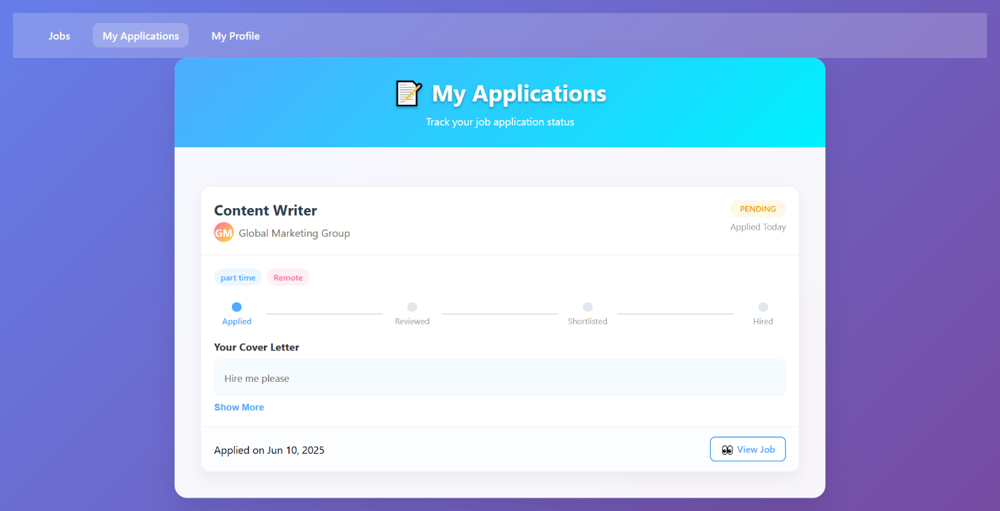 Jobs My Applications My Profile
My Applications
Track your job application status
Content Writer
PENDING
GM Global Marketing Group
Applied Today
part time Remote
Applied Reviewed Shortlisted Hired
Your Cover Letter
Hire me please
Show More
Applied on Jun 10, 2025
View Job